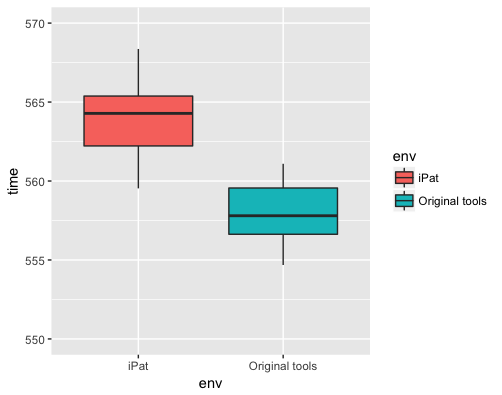 570
565
560
555
550
time
iPat
Original tools
env
env
iPat
Original tools